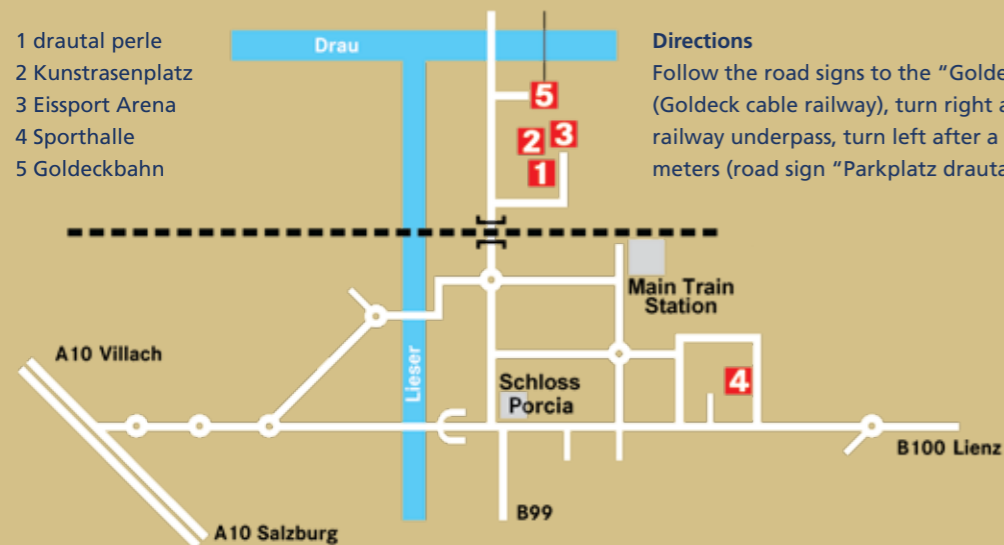 1 drautal perle
2 Kunstrasenplatz
3 Eissport Arena
4 Sporthalle
5 Goldeckbahn
Drau
Directions
Follow the road signs to the “Golde
(Goldeck cable railway), turn right a
railway underpass, turn left after a
meters (road sign “Parkplatz drauta
5
2
3
1
Main Train
Station
A10 Villach
Lieser
Schloss
Porcia
4
B100 Lienz
B99
A10 Salzburg